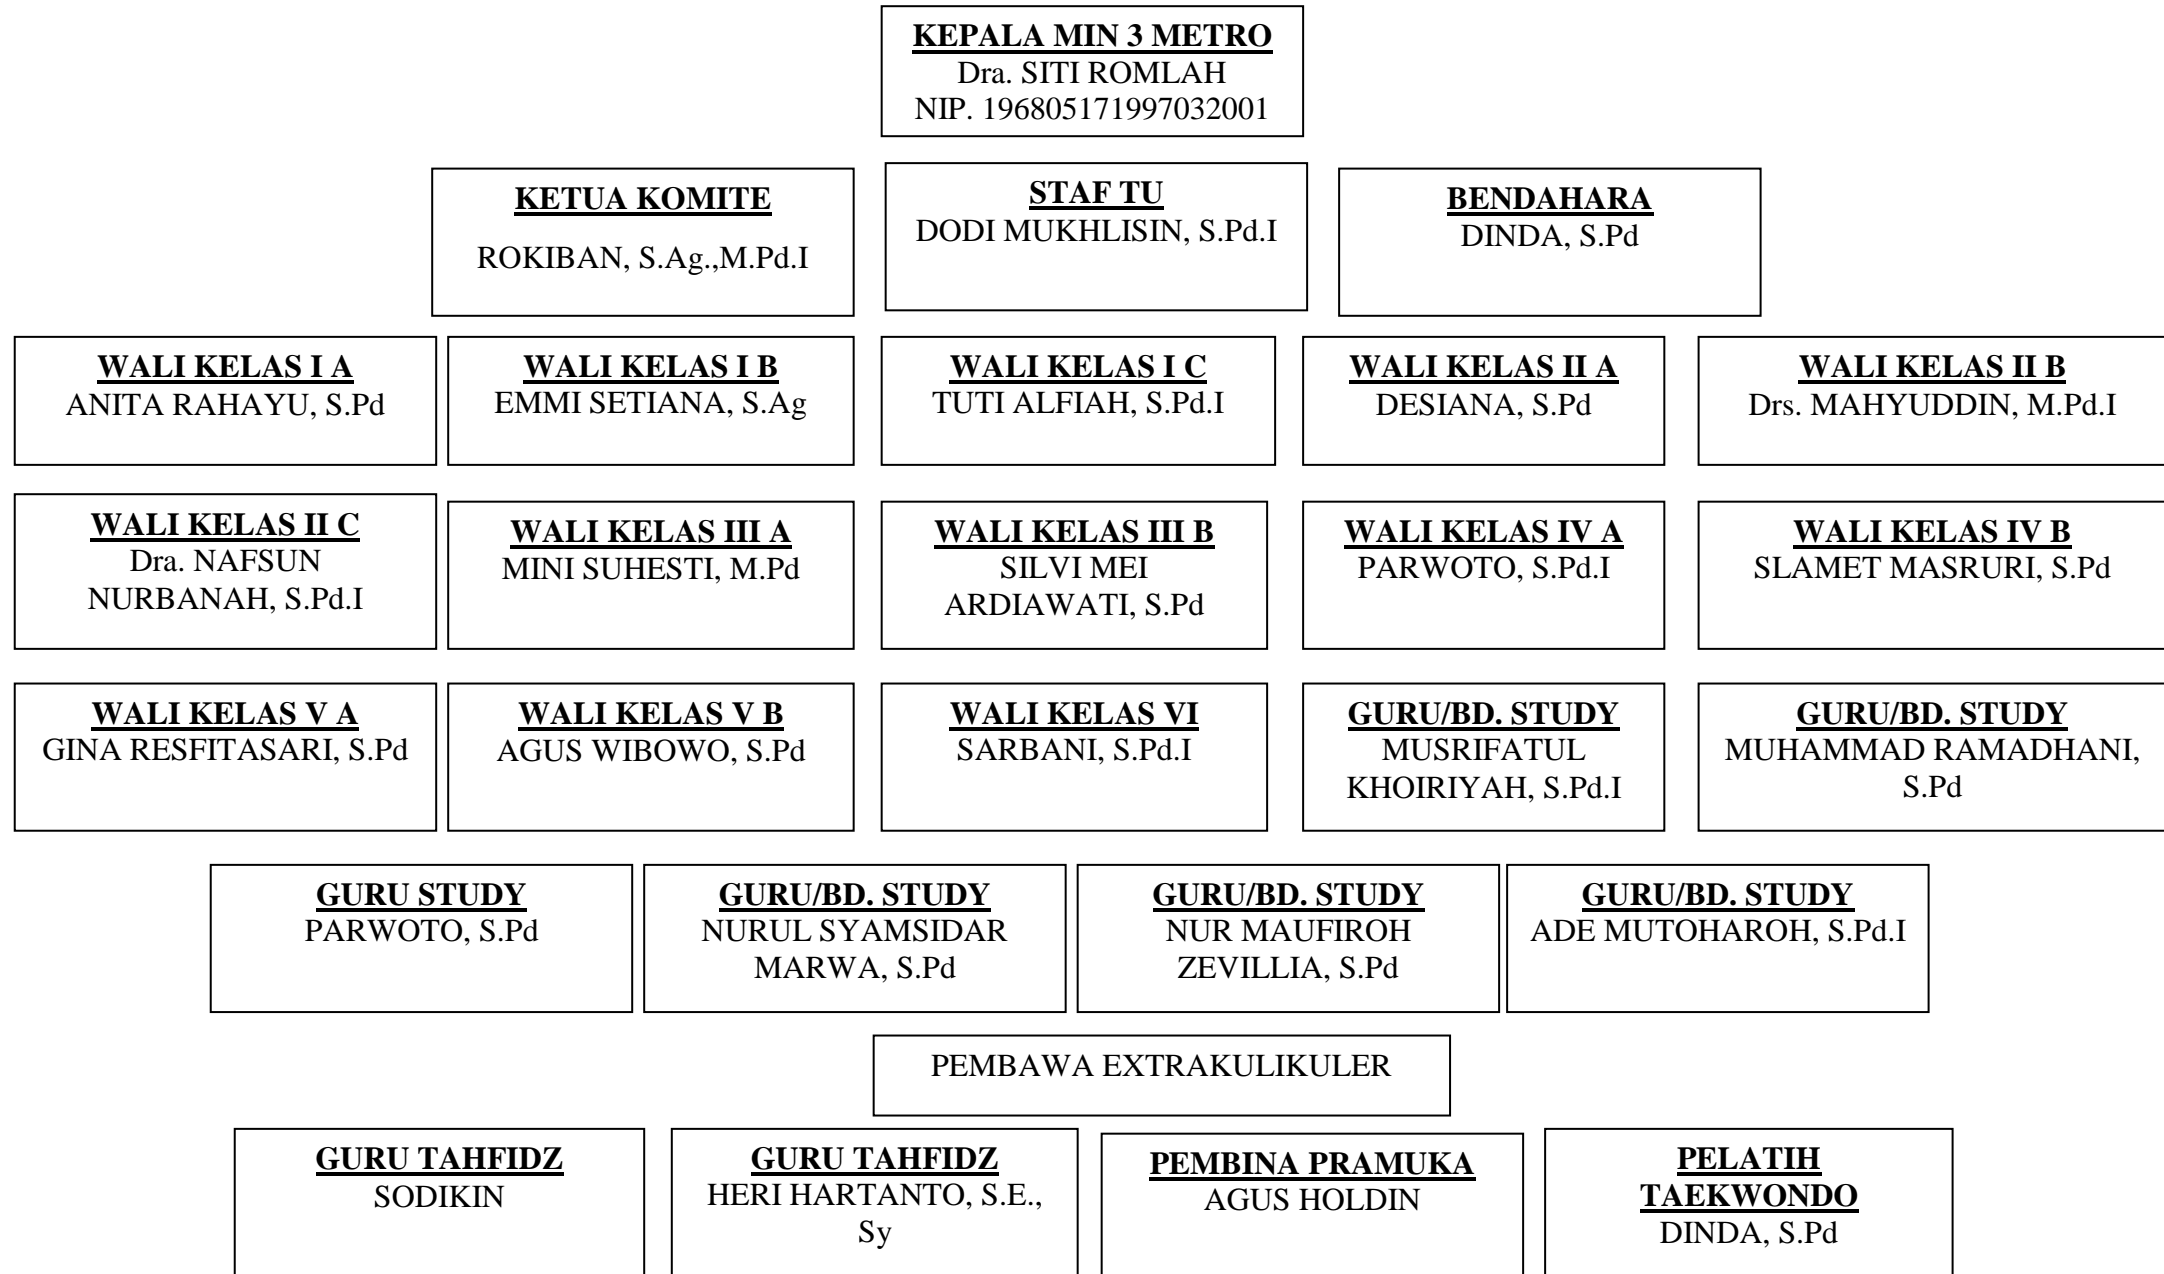 KEPALA MIN 3 METRO
Dra. SITI ROMLAH
NIP. 196805171997032001
KETUA KOMITE
ROKIBAN, S.Ag.,M.Pd.I
STAF TU
DODI MUKHLISIN, S.Pd.I
BENDAHARA
DINDA, S.Pd
WALI KELAS I A
ANITA RAHAYU, S.Pd
WALI KELAS I B
EMMI SETIANA, S.Ag
WALI KELAS I C
TUTI ALFIAH, S.Pd.I
WALI KELAS II A
DESIANA, S.Pd
WALI KELAS II B
Drs. MAHYUDDIN, M.Pd.I
WALI KELAS II C
Dra. NAFSUN
NURBANAH, S.Pd.I
WALI KELAS III A
MINI SUHESTI, M.Pd
WALI KELAS III B
SILVI MEI
ARDIAWATI, S.Pd
WALI KELAS IV A
PARWOTO, S.Pd.I
WALI KELAS IV B
SLAMET MASRURI, S.Pd
WALI KELAS V A
GINA RESFITASARI, S.Pd
WALI KELAS V B
AGUS WIBOWO, S.Pd
WALI KELAS VI
SARBANI, S.Pd.I
GURU/BD. STUDY
MUSRIFATUL
KHOIRIYAH, S.Pd.I
GURU/BD. STUDY
MUHAMMAD RAMADHANI,
S.Pd
GURU STUDY
PARWOTO, S.Pd
GURU/BD. STUDY
NURUL SYAMSIDAR
MARWA, S.Pd
GURU/BD. STUDY
NUR MAUFIROH
ZEVILLIA, S.Pd
GURU/BD. STUDY
ADE MUTOHAROH, S.Pd.I
PEMBAWA EXTRAKULIKULER
GURU TAHFIDZ
SODIKIN
GURU TAHFIDZ
HERI HARTANTO, S.E.,
Sy
PEMBINA PRAMUKA
AGUS HOLDIN
PELATIH
TAEKWONDO
DINDA, S.Pd